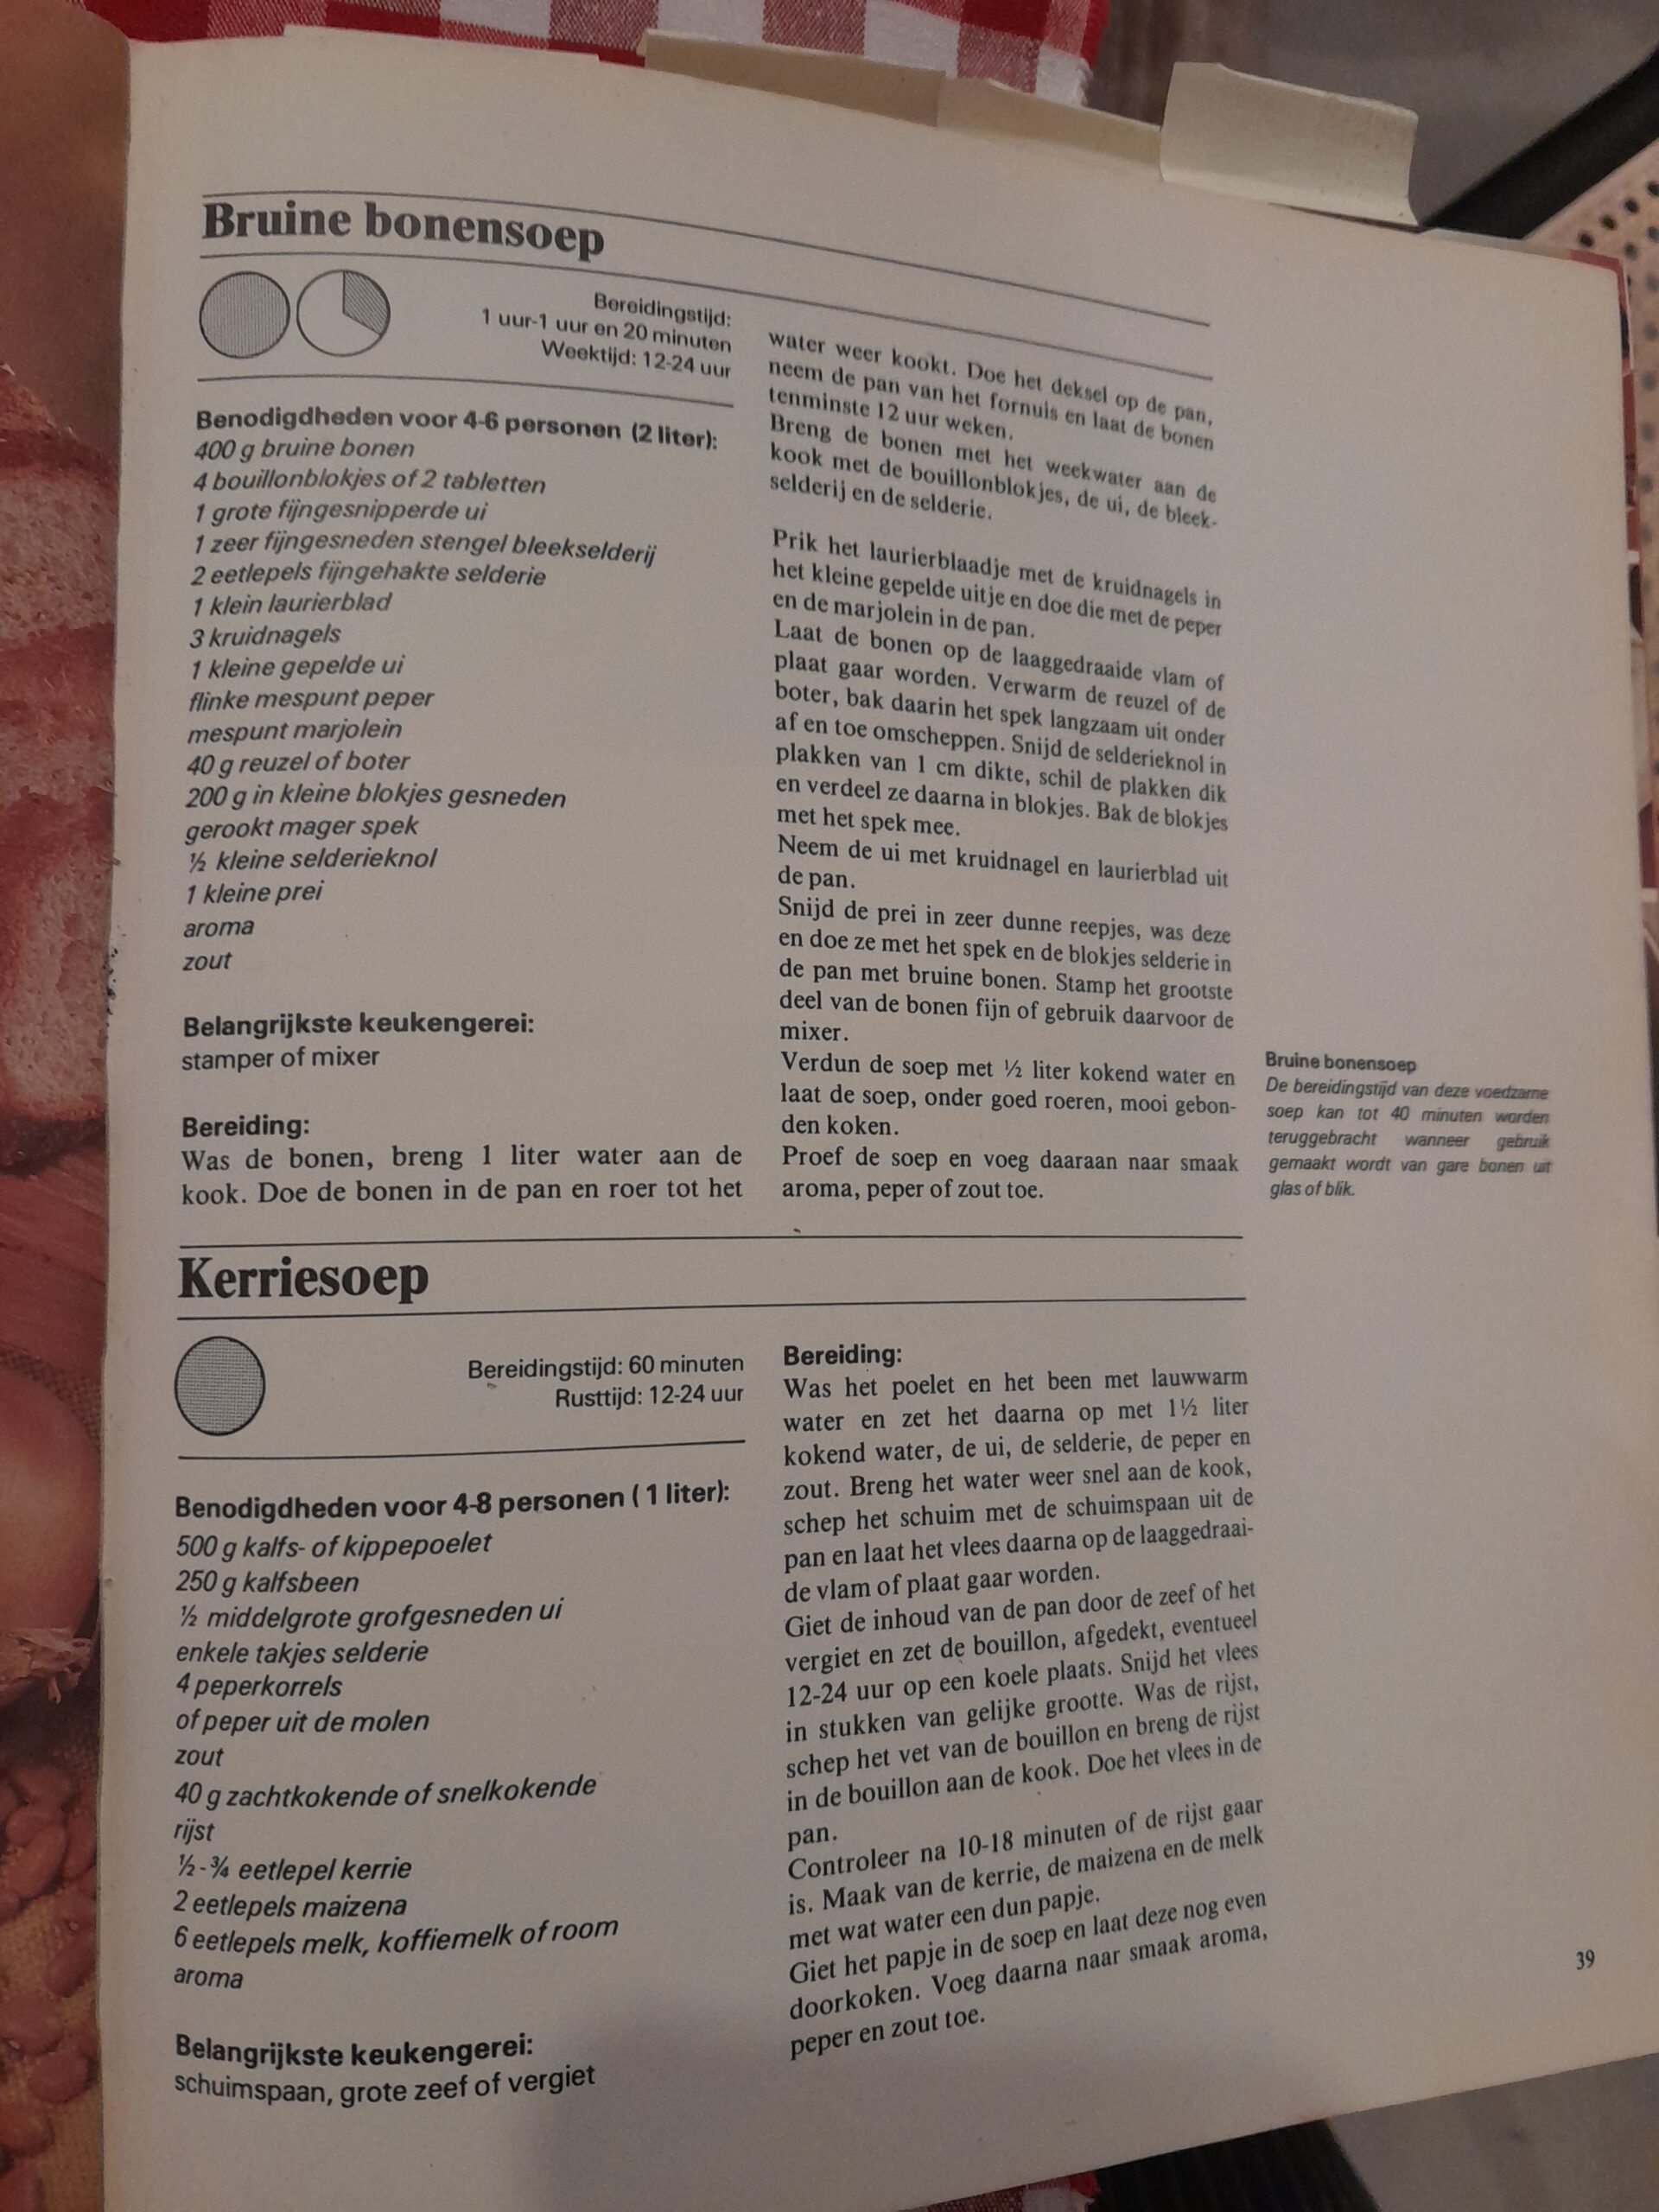 Bruine bonensoep
Bereidingstijd:
1 uur-1 uur en 20 minuten
Weektijd: 12-24 uur
Benodigdheden voor 4-6 personen (2 liter):
400 g bruine bonen
4 bouillonblokjes of 2 tabletten
1 grote fijngesnipperde ui
1 zeer fijngesneden stengel bleekselderij
2 eetlepels fijngehakte selderie
1 klein laurierblad
3 kruidnagels
1 kleine gepelde ui
flinke mespunt peper
mespunt marjolein
40 g reuzel of boter
200 g in kleine blokjes gesneden
gerookt mager spek
½ kleine selderieknol
1 kleine prei
aroma
zout
Belangrijkste keukengerei:
stamper of mixer
Bereiding:
Was de bonen, breng 1 liter water aan de
kook. Doe de bonen in de pan en roer tot het
water weer kookt. Doe het deksel op de pan,
neem de pan van het fornuis en laat de bonen
tenminste 12 uur weken.
Breng de bonen met het weekwater aan de
kook met de bouillonblokjes, de ui, de bleek-
selderij en de selderie.
Prik het laurierblaadje met de kruidnagels in
het kleine gepelde uitje en doe die met de peper
en de marjolein in de pan.
Laat de bonen op de laaggedraaide vlam of
plaat gaar worden. Verwarm de reuzel of de
boter, bak daarin het spek langzaam uit onder
af en toe omscheppen. Snijd de selderieknol in
plakken van 1 cm dikte, schil de plakken dik
en verdeel ze daarna in blokjes. Bak de blokjes
met het spek mee.
Neem de ui met kruidnagel en laurierblad uit
de pan.
Snijd de prei in zeer dunne reepjes, was deze
en doe ze met het spek en de blokjes selderie in
de pan met bruine bonen. Stamp het grootste
deel van de bonen fijn of gebruik daarvoor de
mixer.
Verdun de soep met ½ liter kokend water en
laat de soep, onder goed roeren, mooi gebon-
den koken.
Proef de soep en voeg daaraan naar smaak
aroma, peper of zout toe.
Bruine bonensoep
De bereidingstijd van deze voedzame
soep kan tot 40 minuten worden
teruggebracht wanneer gebruik
gemaakt wordt van gare bonen uit
glas of blik.
Kerriesoep
Bereidingstijd: 60 minuten
Rusttijd: 12-24 uur
Benodigdheden voor 4-8 personen ( 1 liter):
500 g kalfs- of kippepoelet
250 g kalfsbeen
½ middelgrote grofgesneden ui
enkele takjes selderie
4 peperkorrels
of peper uit de molen
zout
40 g zachtkokende of snelkokende
rijst
½-¾ eetlepel kerrie
2 eetlepels maizena
6 eetlepels melk, koffiemelk of room
aroma
Belangrijkste keukengerei:
schuimspaan, grote zeef of vergiet
Bereiding:
Was het poelet en het been met lauwwarm
water en zet het daarna op met 1½ liter
kokend water, de ui, de selderie, de peper en
zout. Breng het water weer snel aan de kook,
schep het schuim met de schuimspaan uit de
pan en laat het vlees daarna op de laaggedraai-
de vlam of plaat gaar worden.
Giet de inhoud van de pan door de zeef of het
vergiet en zet de bouillon, afgedekt, eventueel
12-24 uur op een koele plaats. Snijd het vlees
in stukken van gelijke grootte. Was de rijst,
schep het vet van de bouillon en breng de rijst
in de bouillon aan de kook. Doe het vlees in de
pan.
Controleer na 10-18 minuten of de rijst gaar
is. Maak van de kerrie, de maizena en de melk
met wat water een dun papje.
Giet het papje in de soep en laat deze nog even
doorkoken. Voeg daarna naar smaak aroma,
peper en zout toe.
39